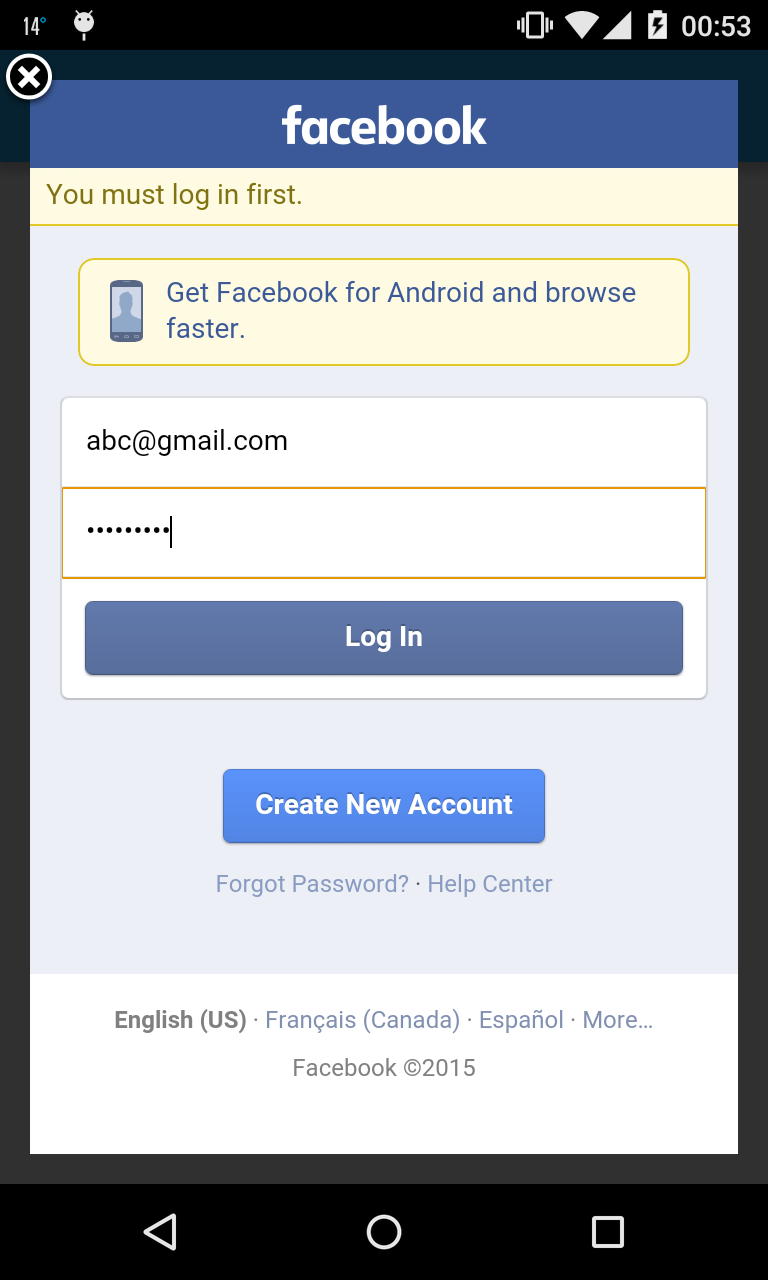 14°
00:53
facebook
You must log in first.
Get Facebook for Android and browse
faster.
abc@gmail.com
•••••••••
Log In
Create New Account
Forgot Password? · Help Center
English (US) · Français (Canada) · Español · More...
Facebook ©2015